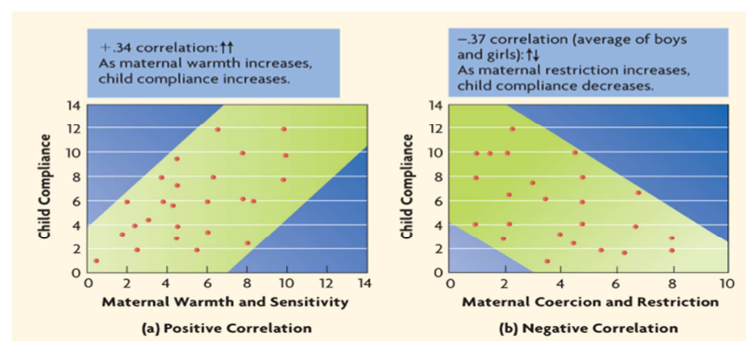 +.34 correlation:↑↑
As maternal warmth increases,
child compliance increases.
14
12
10
8
6
4
2
0
Child Compliance
0 2 4 6 8 10 12 14
Maternal Warmth and Sensitivity
(a) Positive Correlation
−.37 correlation (average of boys
and girls):↑↓
As maternal restriction increases,
child compliance decreases.
14
12
10
8
6
4
2
0
Child Compliance
0 2 4 6 8 10
Maternal Coercion and Restriction
(b) Negative Correlation